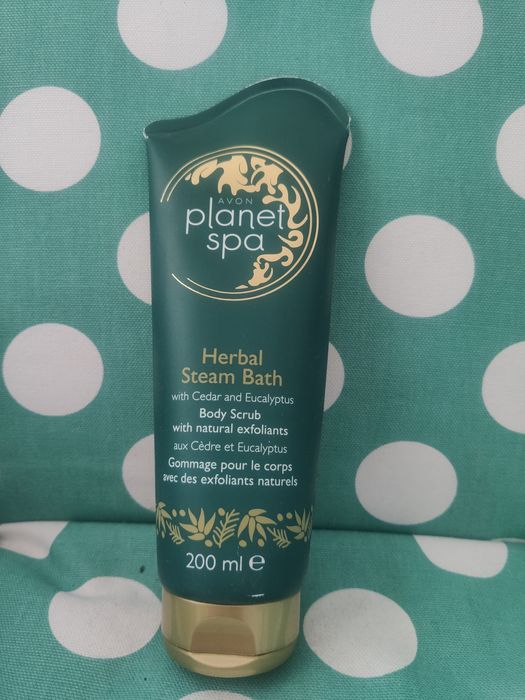 AVON
planet
spa
Herbal
Steam Bath
with Cedar and Eucalyptus
Body Scrub
with natural exfoliants
aux Cèdre et Eucalyptus
Gommage pour le corps
avec des exfoliants naturels
200 ml ℮